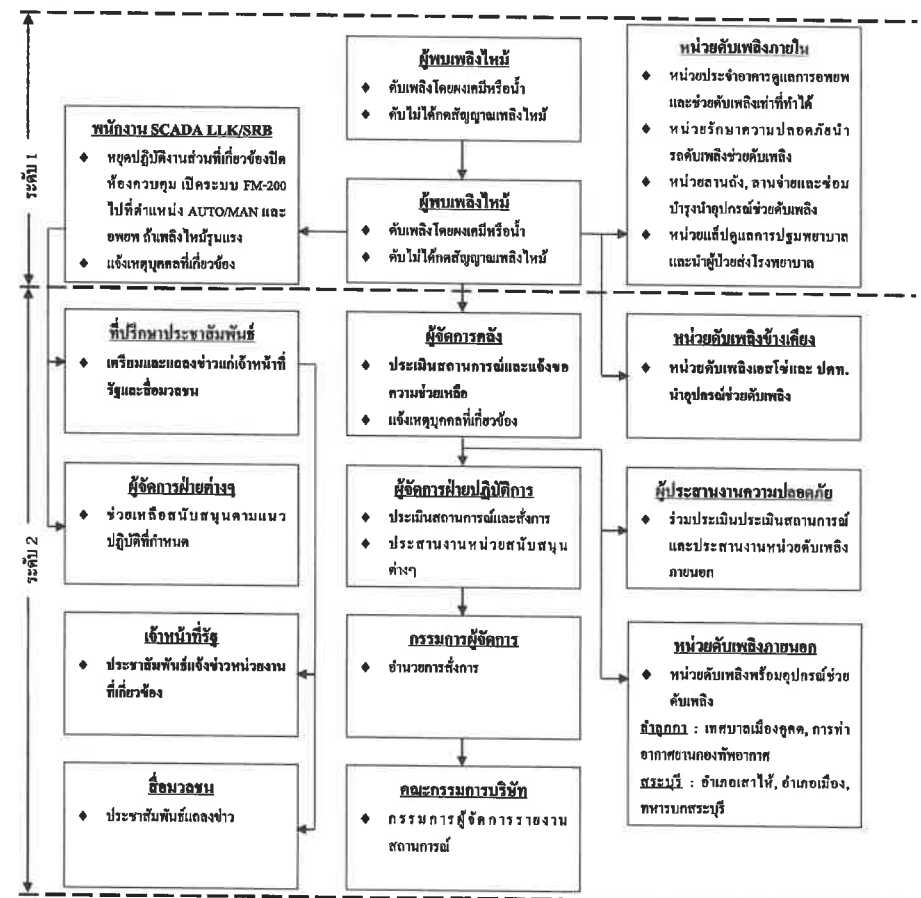 ระดับ 1
ผู้พบเพลิงไหม้
♦ ดับเพลิงโดยผงเคมีหรือน้ำ
♦ ดับไม่ได้กดสัญญาณเพลิงไหม้
หน่วยดับเพลิงภายใน
♦ หน่วยประจำอาคารดูแลการอพยพ
และช่วยดับเพลิงเท่าที่ทำได้
♦ หน่วยรักษาความปลอดภัยนำ
รถดับเพลิงช่วยดับเพลิง
♦ หน่วยลานถัง, ลานจ่ายและซ่อม
บำรุงนำอุปกรณ์ช่วยดับเพลิง
♦ หน่วยแล็ปดูแลการปฐมพยาบาล
และนำผู้ป่วยส่งโรงพยาบาล
พนักงาน SCADA LLK/SRB
♦ หยุดปฏิบัติงานส่วนที่เกี่ยวข้องปิด
ห้องควบคุม เปิดระบบ FM-200
ไปที่ตำแหน่ง AUTO/MAN และ
อพยพ ถ้าเพลิงไหม้รุนแรง
♦ แจ้งเหตุบุคคลที่เกี่ยวข้อง
ผู้พบเพลิงไหม้
♦ ดับเพลิงโดยผงเคมีหรือน้ำ
♦ ดับไม่ได้กดสัญญาณเพลิงไหม้
ระดับ 2
ที่ปรึกษาประชาสัมพันธ์
♦ เตรียมและแถลงข่าวแก่เจ้าหน้าที่
รัฐและสื่อมวลชน
ผู้จัดการคลัง
♦ ประเมินสถานการณ์และแจ้งขอ
ความช่วยเหลือ
♦ แจ้งเหตุบุคคลที่เกี่ยวข้อง
หน่วยดับเพลิงข้างเคียง
♦ หน่วยดับเพลิงเอสโซ่และ ปตท.
นำอุปกรณ์ช่วยดับเพลิง
ผู้จัดการฝ่ายต่างๆ
♦ ช่วยเหลือสนับสนุนตามแนว
ปฏิบัติที่กำหนด
ผู้จัดการฝ่ายปฏิบัติการ
♦ ประเมินสถานการณ์และสั่งการ
♦ ประสานงานหน่วยสนับสนุน
ต่างๆ
ผู้ประสานงานความปลอดภัย
♦ ร่วมประเมินประเมินสถานการณ์
และประสานงานหน่วยดับเพลิง
ภายนอก
เจ้าหน้าที่รัฐ
♦ ประชาสัมพันธ์แจ้งข่าวหน่วยงาน
ที่เกี่ยวข้อง
กรรมการผู้จัดการ
♦ อำนวยการสั่งการ
หน่วยดับเพลิงภายนอก
♦ หน่วยดับเพลิงพร้อมอุปกรณ์ช่วย
ดับเพลิง
ลำลูกกา : เทศบาลเมืองคูคต, การท่า
อากาศยานกองทัพอากาศ
สระบุรี : อำเภอเสาไห้, อำเภอเมือง,
ทหารบกสระบุรี
สื่อมวลชน
♦ ประชาสัมพันธ์แถลงข่าว
คณะกรรมการบริษัท
♦ กรรมการผู้จัดการรายงาน
สถานการณ์